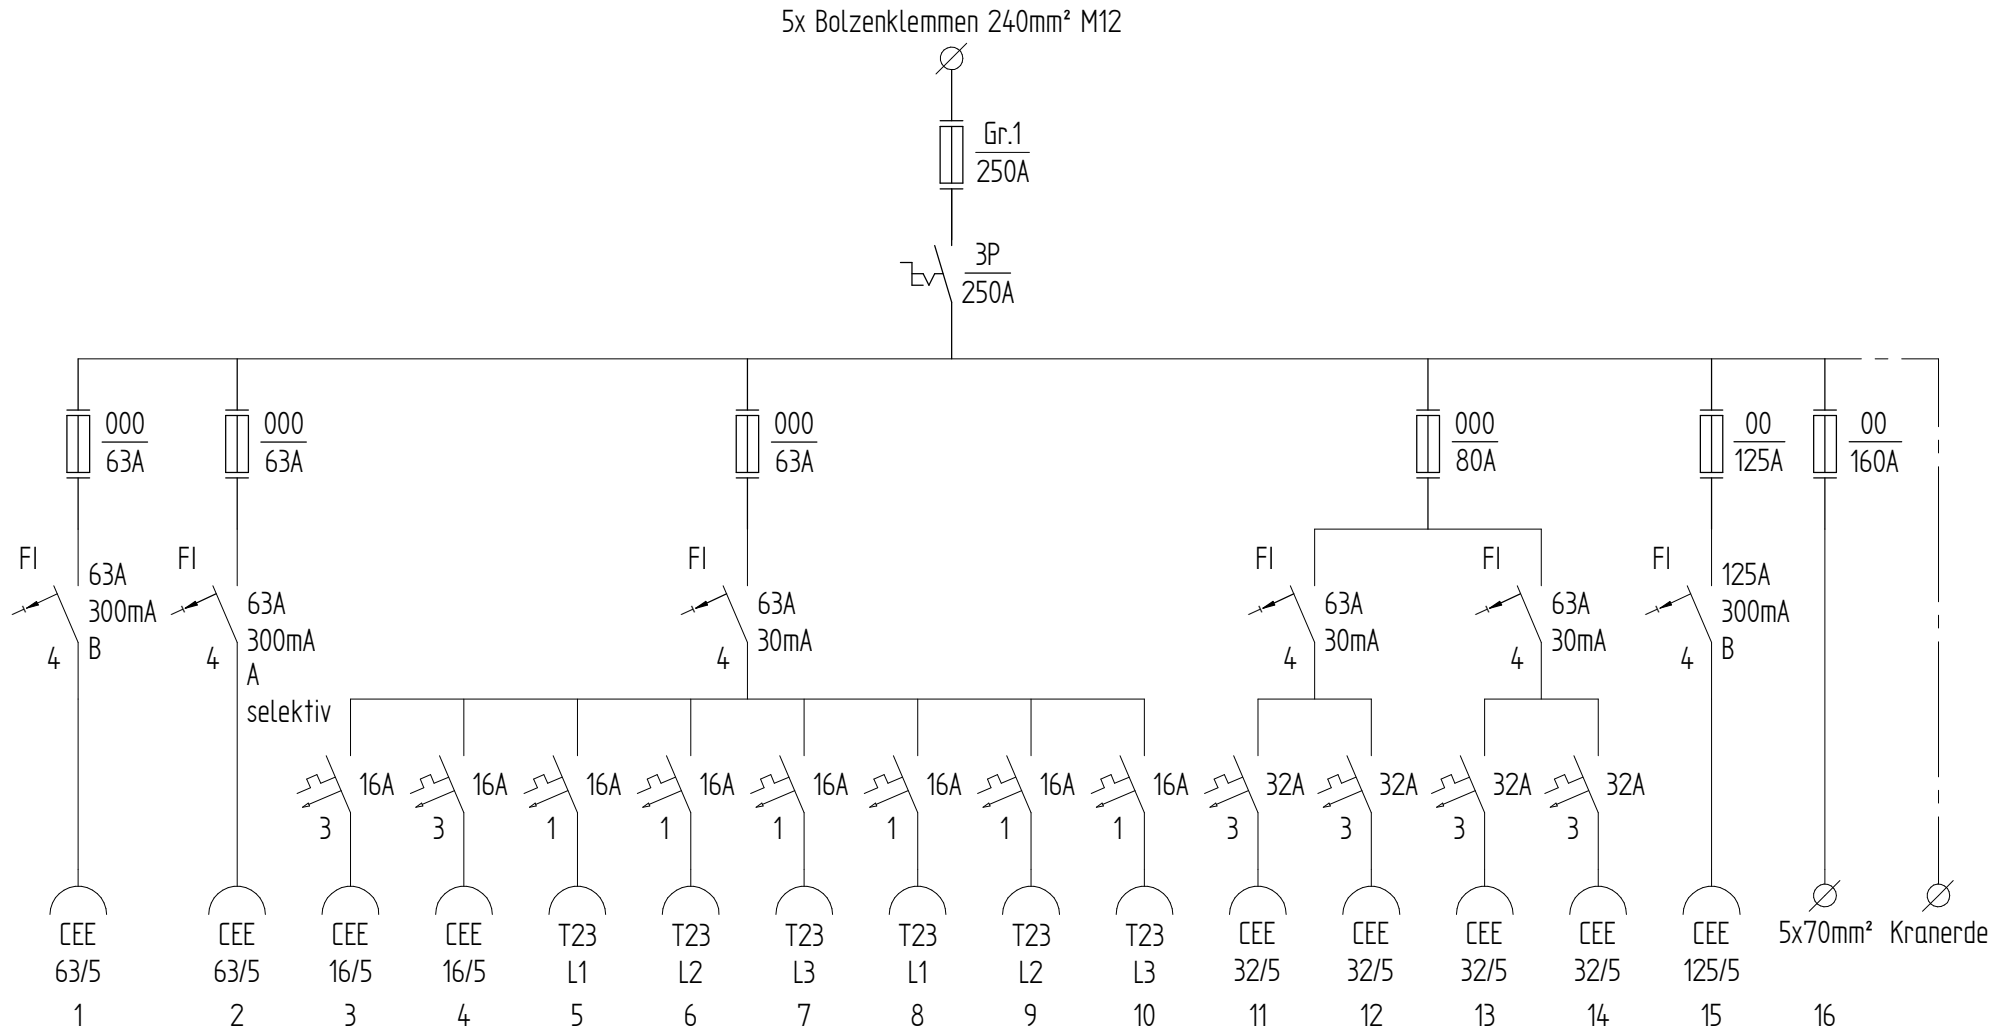 5x Bolzenklemmen 240mm² M12
Gr.1
250A
3P
250A
000
63A
000
63A
000
63A
000
80A
00
125A
00
160A
FI
63A
300mA
B
4
FI
63A
300mA
A
selektiv
4
FI
63A
30mA
4
FI
63A
30mA
4
FI
63A
30mA
4
FI
125A
300mA
B
4
16A
3
16A
3
16A
1
16A
1
16A
1
16A
1
16A
1
16A
1
32A
3
32A
3
32A
3
32A
3
CEE
63/5
1
CEE
63/5
2
CEE
16/5
3
CEE
16/5
4
T23
L1
5
T23
L2
6
T23
L3
7
T23
L1
8
T23
L2
9
T23
L3
10
CEE
32/5
11
CEE
32/5
12
CEE
32/5
13
CEE
32/5
14
CEE
125/5
15
5x70mm²
16
Kranerde